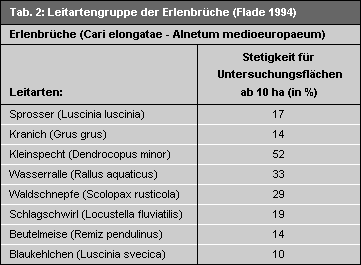 Tab. 2: Leitartengruppe der Erlenbrüche (Flade 1994)
Erlenbrüche (Cari elongatae - Alnetum medioeuropaeum)
Leitarten:
Stetigkeit für
Untersuchungsflächen
ab 10 ha (in %)
Sprosser (Luscinia luscinia) 17
Kranich (Grus grus) 14
Kleinspecht (Dendrocopus minor) 52
Wasserralle (Rallus aquaticus) 33
Waldschnepfe (Scolopax rusticola) 29
Schlagschwirl (Locustella fluviatilis) 19
Beutelmeise (Remiz pendulinus) 14
Blaukehlchen (Luscinia svecica) 10